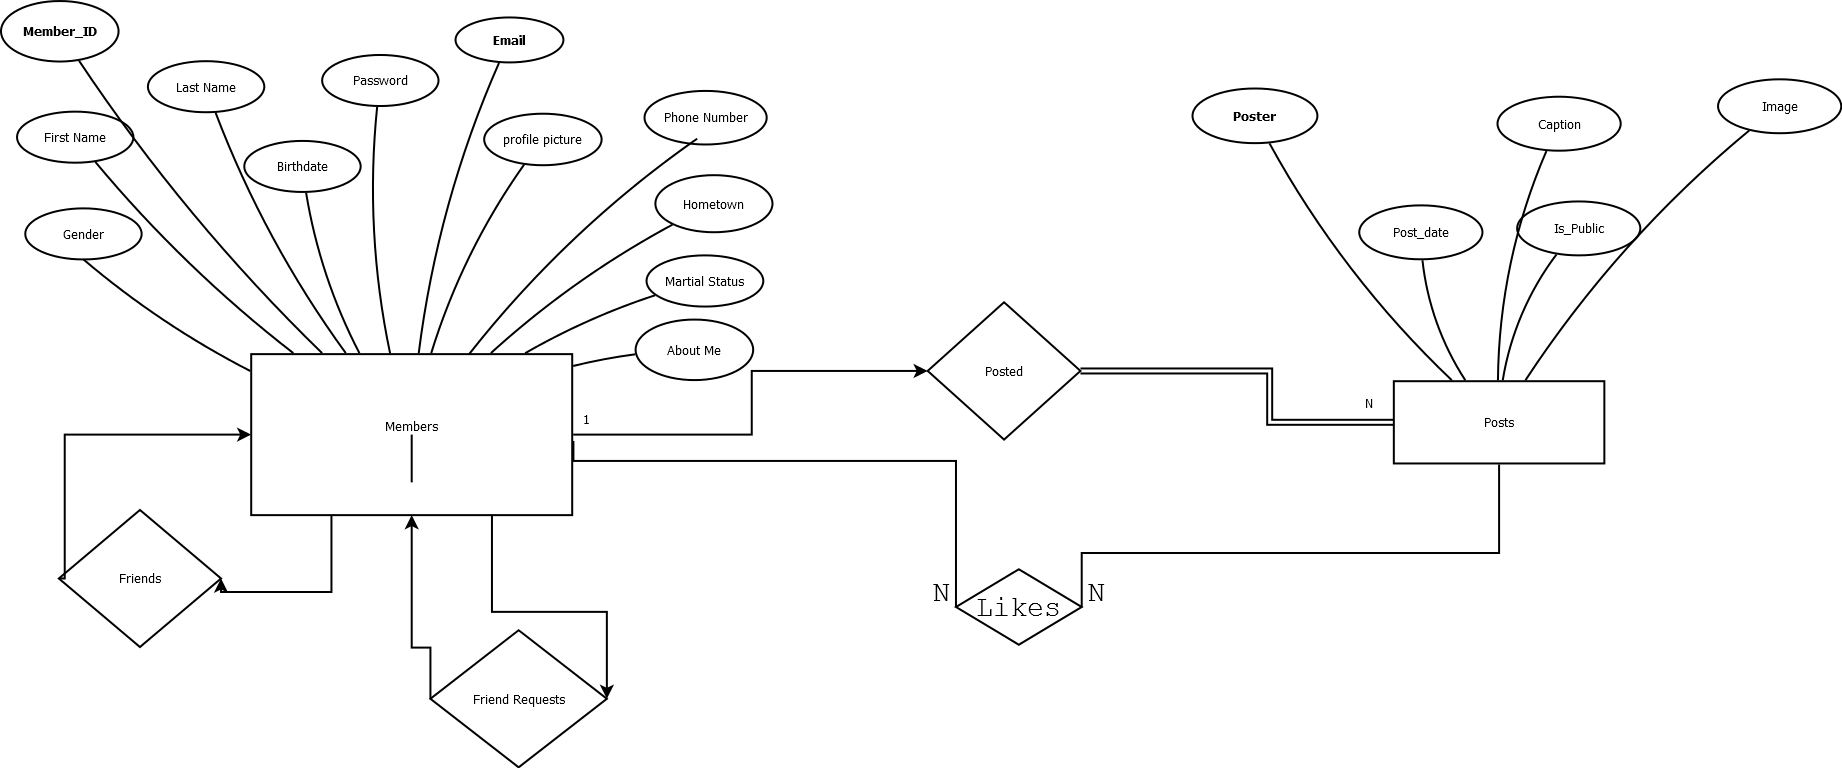 Member_ID
Email
Last Name
Password
First Name
Birthdate
profile picture
Phone Number
Gender
Hometown
Martial Status
About Me
Poster
Caption
Image
Post_date
Is_Public
Members
1
Posted
N
Posts
Friends
Friend Requests
N
Likes
N